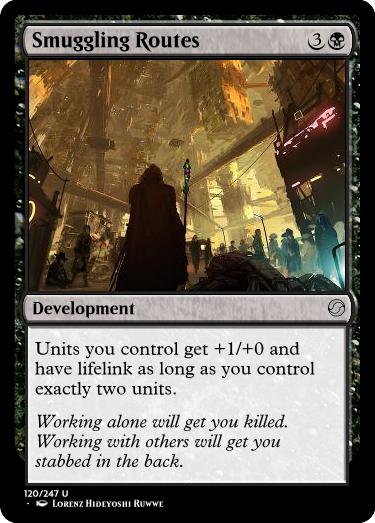 Smuggling Routes 3
Development
Units you control get +1/+0 and
have lifelink as long as you control
exactly two units.
Working alone will get you killed.
Working with others will get you
stabbed in the back.
120/247 U
· Lorenz Hideyoshi Ruwwe